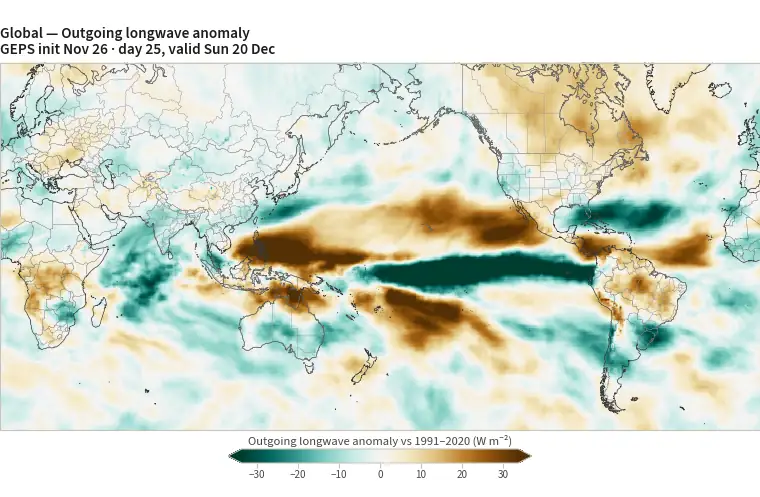 Global — Outgoing longwave anomaly
GEPS init Nov 26 · day 25, valid Sun 20 Dec
Outgoing longwave anomaly vs 1991–2020 (W m⁻²)
−30 −20 −10 0 10 20 30